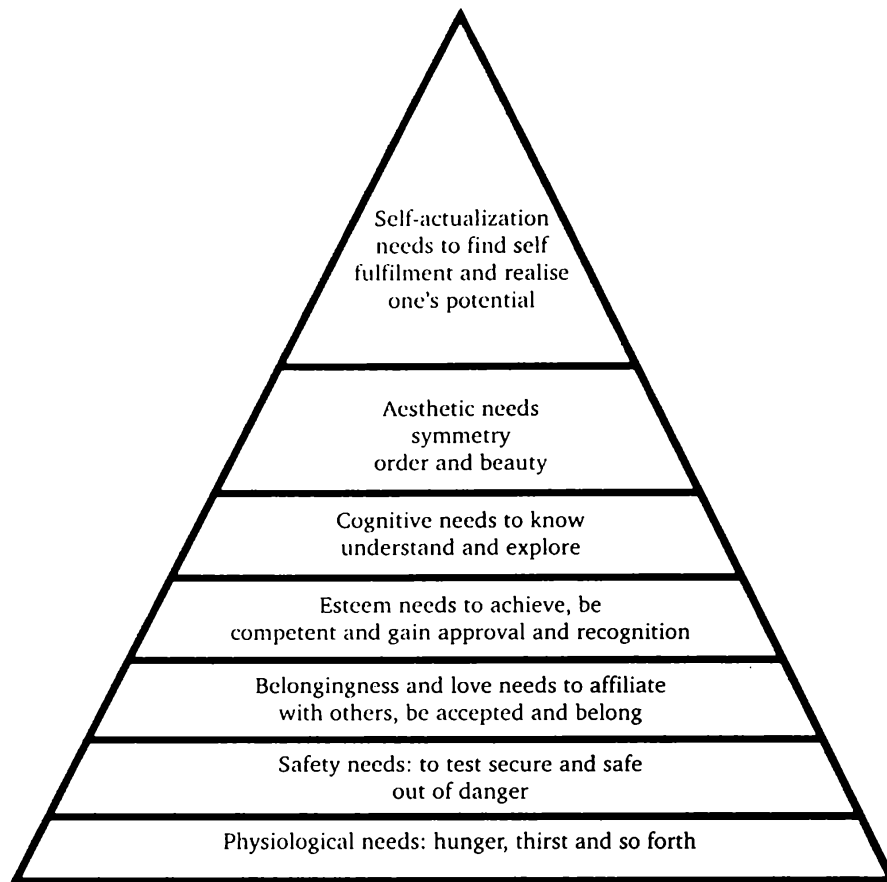 Self-actualization
needs to find self
fulfilment and realise
one's potential
Aesthetic needs
symmetry
order and beauty
Cognitive needs to know
understand and explore
Esteem needs to achieve, be
competent and gain approval and recognition
Belongingness and love needs to affiliate
with others, be accepted and belong
Safety needs: to test secure and safe
out of danger
Physiological needs: hunger, thirst and so forth